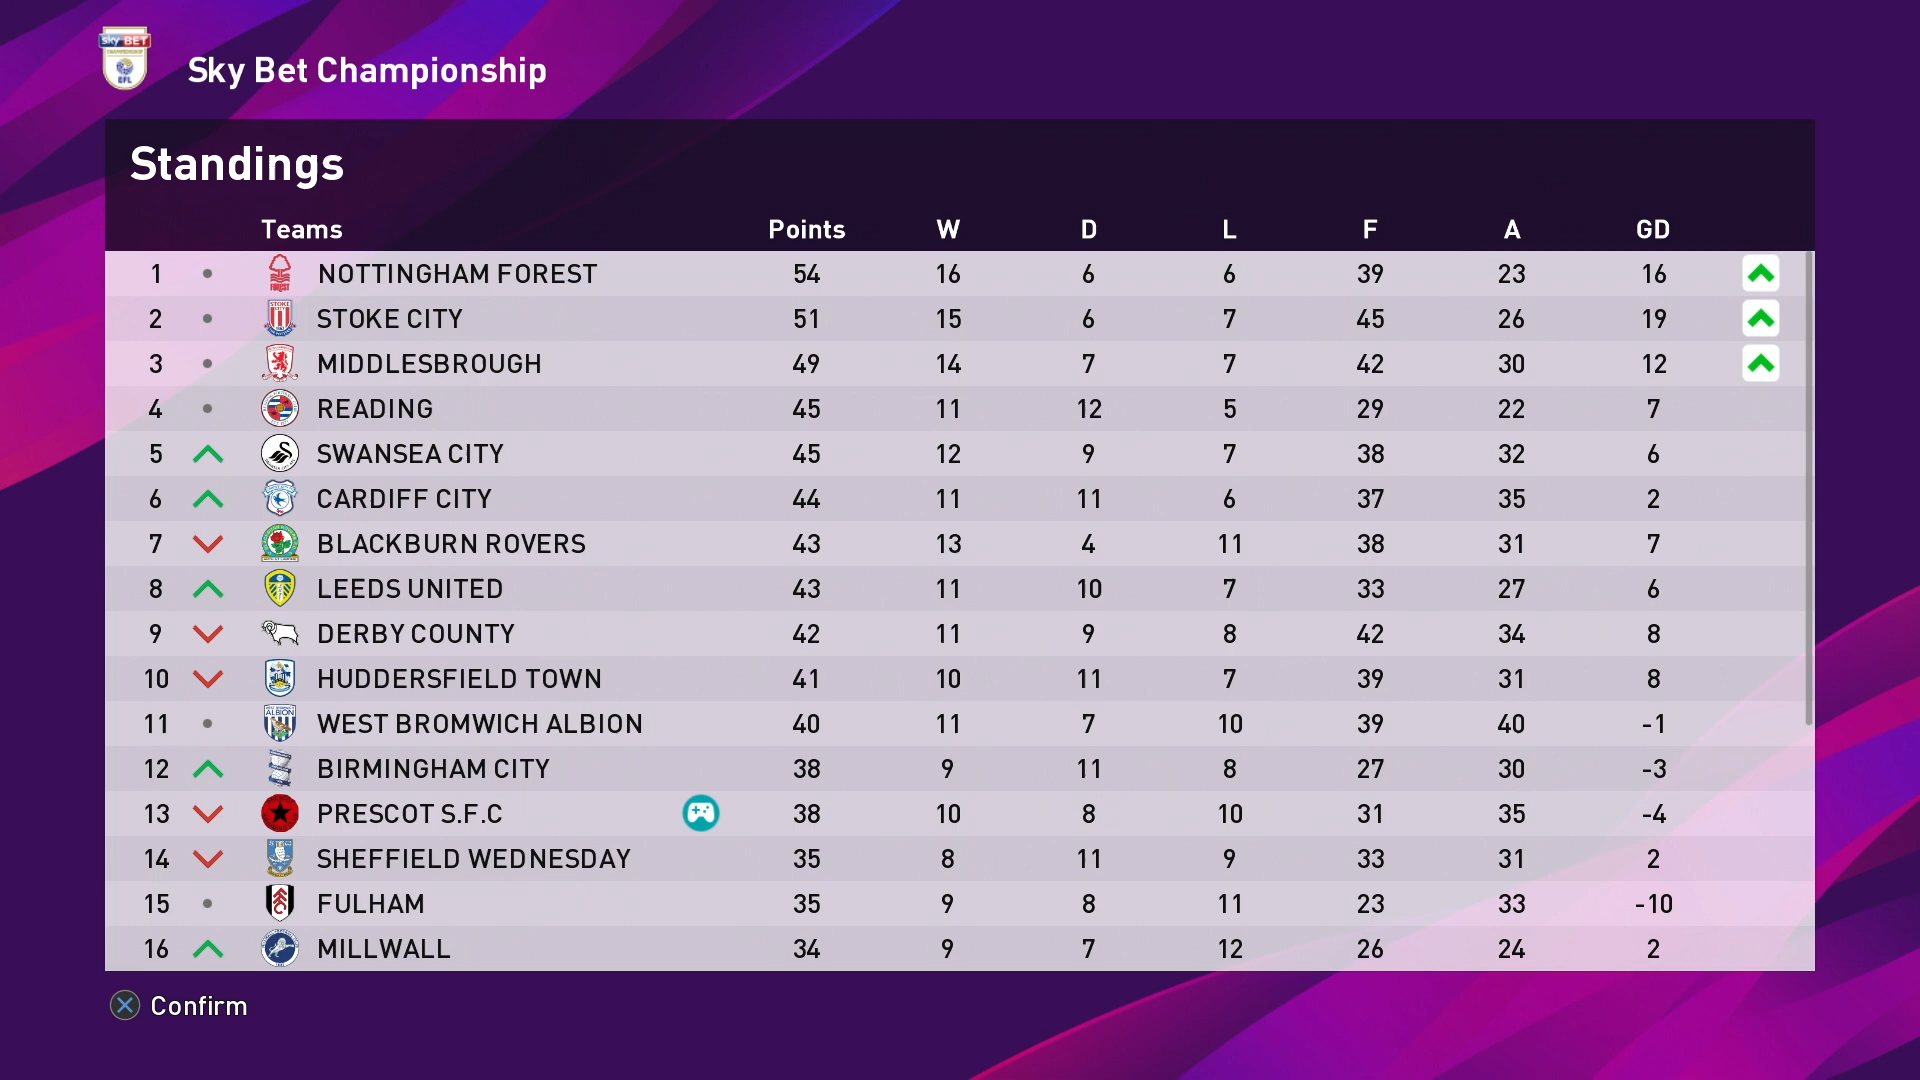 sky BET
EFL
Sky Bet Championship
Standings
Teams Points W D L F A GD
1 NOTTINGHAM FOREST 54 16 6 6 39 23 16
2 STOKE CITY 51 15 6 7 45 26 19
3 MIDDLESBROUGH 49 14 7 7 42 30 12
4 READING 45 11 12 5 29 22 7
5 SWANSEA CITY 45 12 9 7 38 32 6
6 CARDIFF CITY 44 11 11 6 37 35 2
7 BLACKBURN ROVERS 43 13 4 11 38 31 7
8 LEEDS UNITED 43 11 10 7 33 27 6
9 DERBY COUNTY 42 11 9 8 42 34 8
10 HUDDERSFIELD TOWN 41 10 11 7 39 31 8
11 WEST BROMWICH ALBION 40 11 7 10 39 40 -1
12 BIRMINGHAM CITY 38 9 11 8 27 30 -3
13 PRESCOT S.F.C 38 10 8 10 31 35 -4
14 SHEFFIELD WEDNESDAY 35 8 11 9 33 31 2
15 FULHAM 35 9 8 11 23 33 -10
16 MILLWALL 34 9 7 12 26 24 2
Confirm